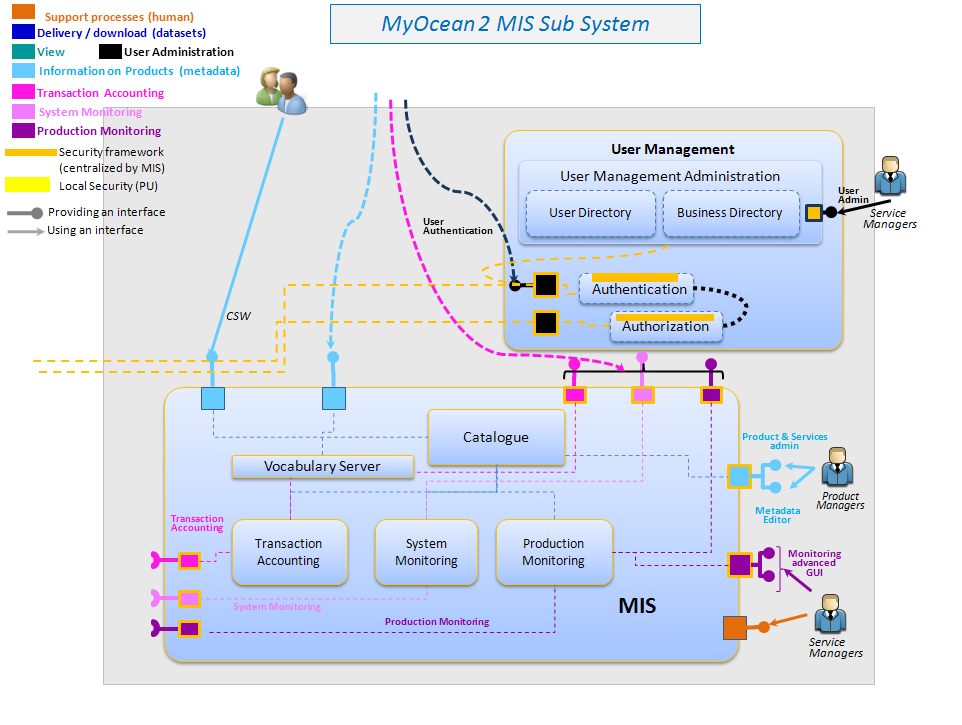 MyOcean 2 MIS Sub System
Support processes (human)
Delivery / download (datasets)
View
User Administration
Information on Products (metadata)
Transaction Accounting
System Monitoring
Production Monitoring
Security framework
(centralized by MIS)
Local Security (PU)
Providing an interface
Using an interface
User Management
User Management Administration
User Directory
Business Directory
User
Admin
Service
Managers
User
Authentication
Authentication
Authorization
CSW
Catalogue
Vocabulary Server
Product & Services
admin
Product
Managers
Metadata
Editor
Transaction
Accounting
Transaction
Accounting
System
Monitoring
Production
Monitoring
Monitoring
advanced
GUI
System Monitoring
MIS
Production Monitoring
Service
Managers